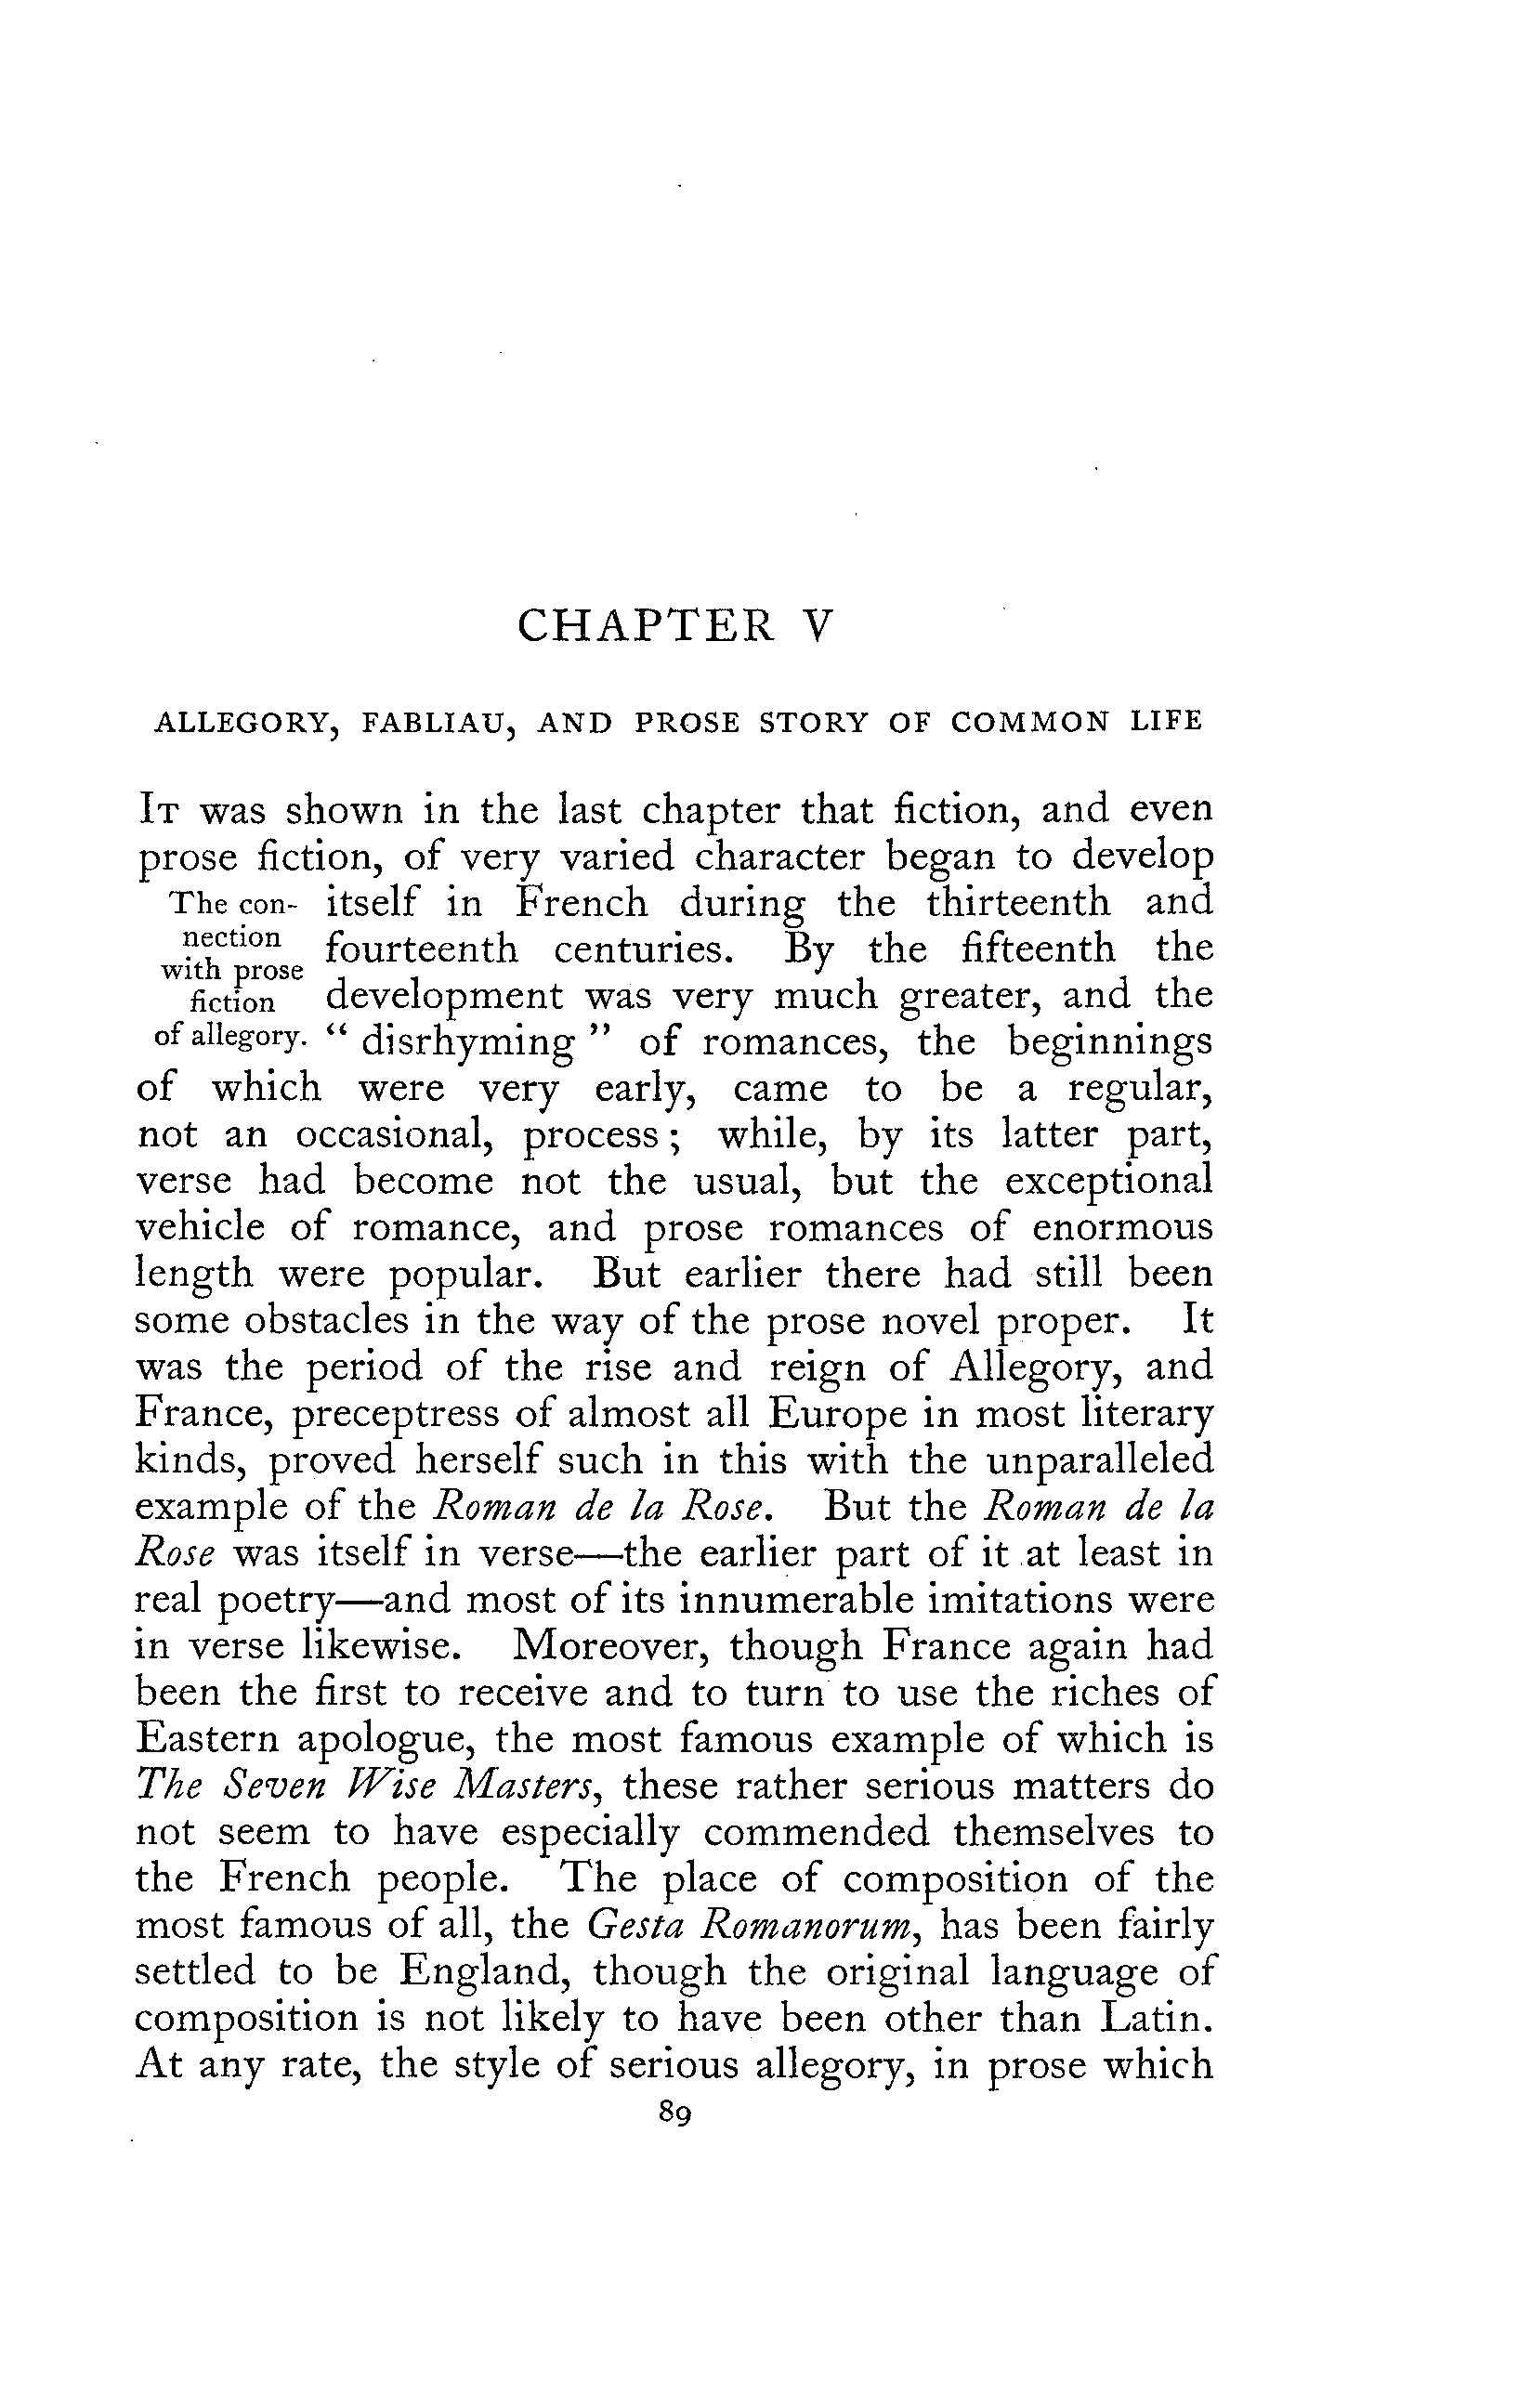 CHAPTER V
ALLEGORY, FABLIAU, AND PROSE STORY OF COMMON LIFE
IT was shown in the last chapter that fiction, and even
prose fiction, of very varied character began to develop
The con-
nection
with prose
fiction
of allegory.
itself in French during the thirteenth and
fourteenth centuries. By the fifteenth the
development was very much greater, and the
" disrhyming " of romances, the beginnings
of which were very early, came to be a regular,
not an occasional, process ; while, by its latter part,
verse had become not the usual, but the exceptional
vehicle of romance, and prose romances of enormous
length were popular. But earlier there had still been
some obstacles in the way of the prose novel proper. It
was the period of the rise and reign of Allegory, and
France, preceptress of almost all Europe in most literary
kinds, proved herself such in this with the unparalleled
example of the Roman de la Rose. But the Roman de la
Rose was itself in verse—the earlier part of it at least in
real poetry—and most of its innumerable imitations were
in verse likewise. Moreover, though France again had
been the first to receive and to turn to use the riches of
Eastern apologue, the most famous example of which is
The Seven Wise Masters, these rather serious matters do
not seem to have especially commended themselves to
the French people. The place of composition of the
most famous of all, the Gesta Romanorum, has been fairly
settled to be England, though the original language of
composition is not likely to have been other than Latin.
At any rate, the style of serious allegory, in prose which
89